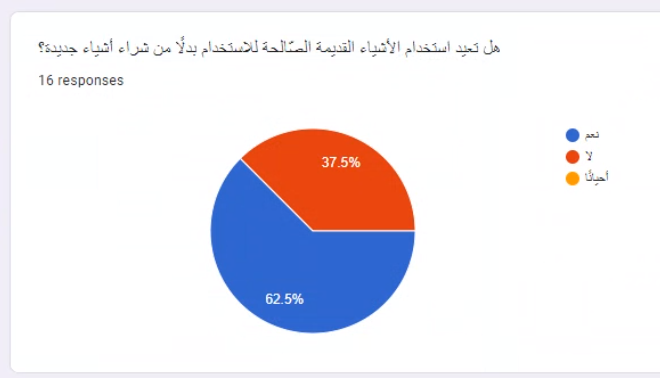 هل تعيد استخدام الأشياء القديمة الصّالحة للاستخدام بدلًا من شراء أشياء جديدة؟
16 responses
37.5%
62.5%
نعم
لا
أحيانًا